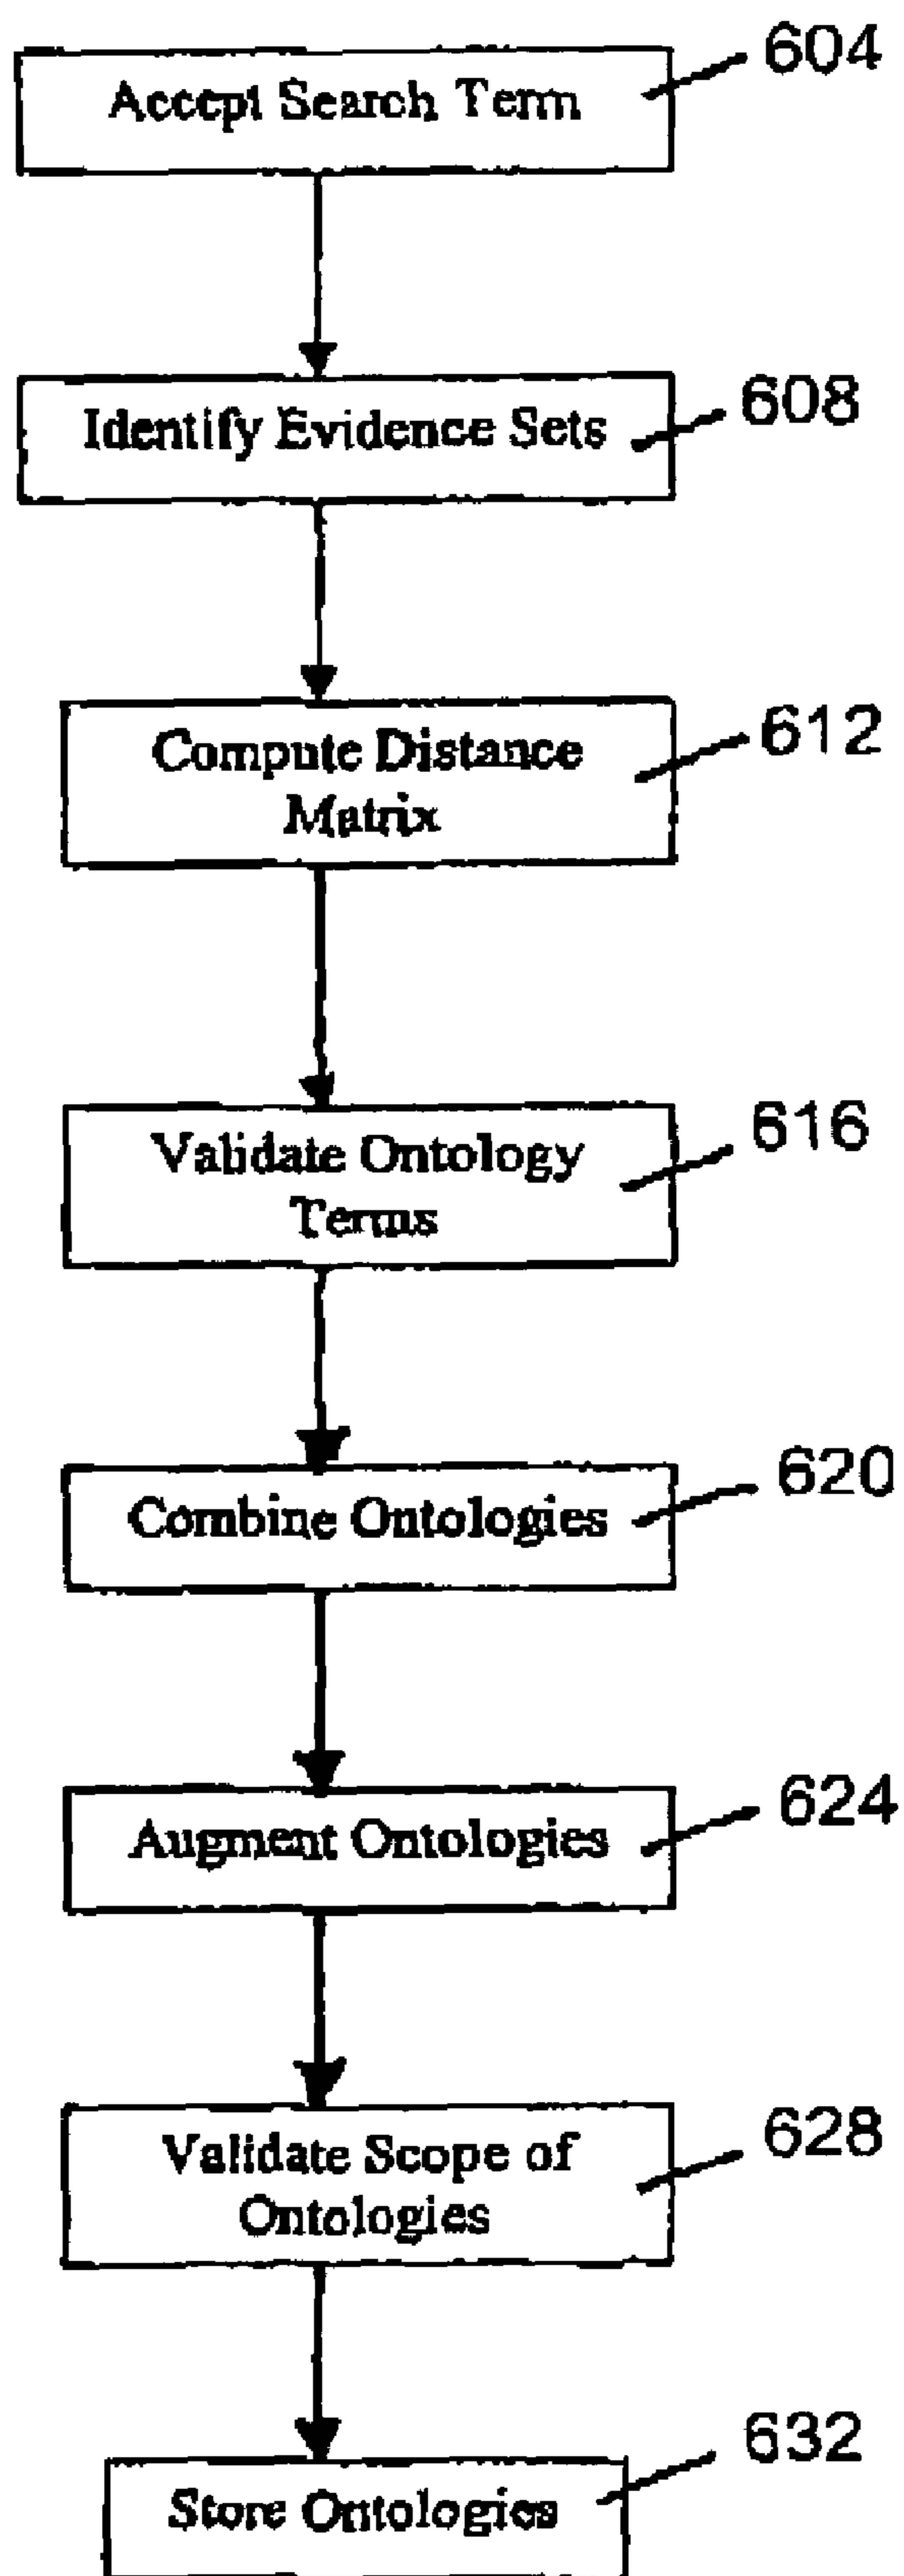 Accept Search Term
604
Identify Evidence Sets
608
Compute Distance
Matrix
612
Validate Ontology
Terms
616
Combine Ontologies
620
Augment Ontologies
624
Validate Scope of
Ontologies
628
Store Ontologies
632